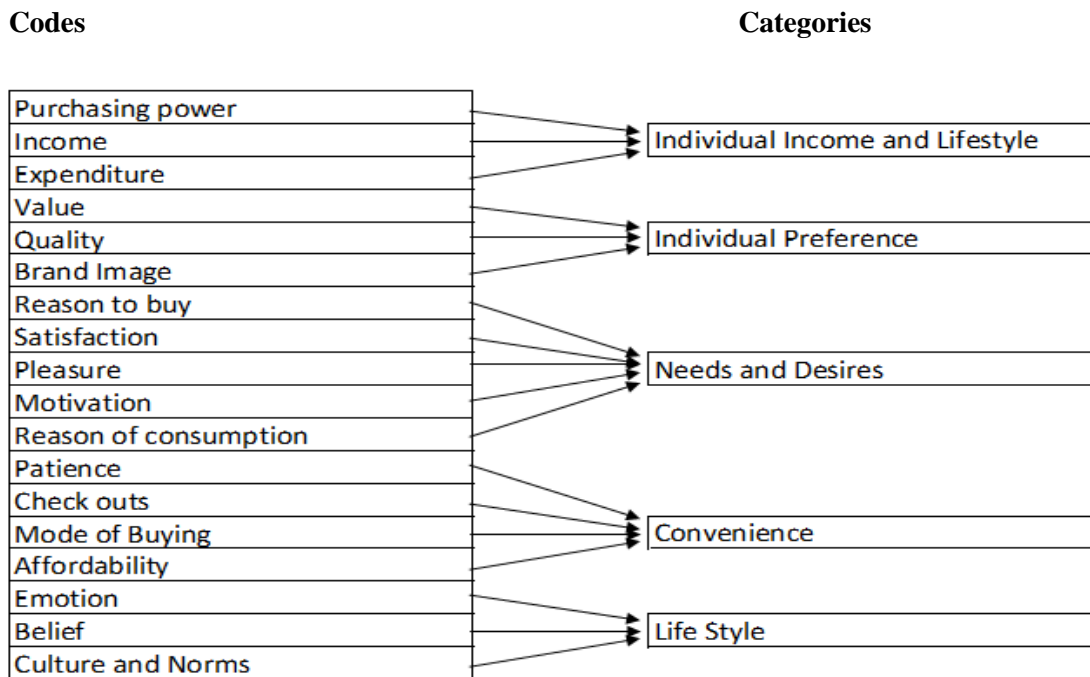 Codes
Categories
Purchasing power
Income
Expenditure
Value
Quality
Brand Image
Reason to buy
Satisfaction
Pleasure
Motivation
Reason of consumption
Patience
Check outs
Mode of Buying
Affordability
Emotion
Belief
Culture and Norms
Individual Income and Lifestyle
Individual Preference
Needs and Desires
Convenience
Life Style